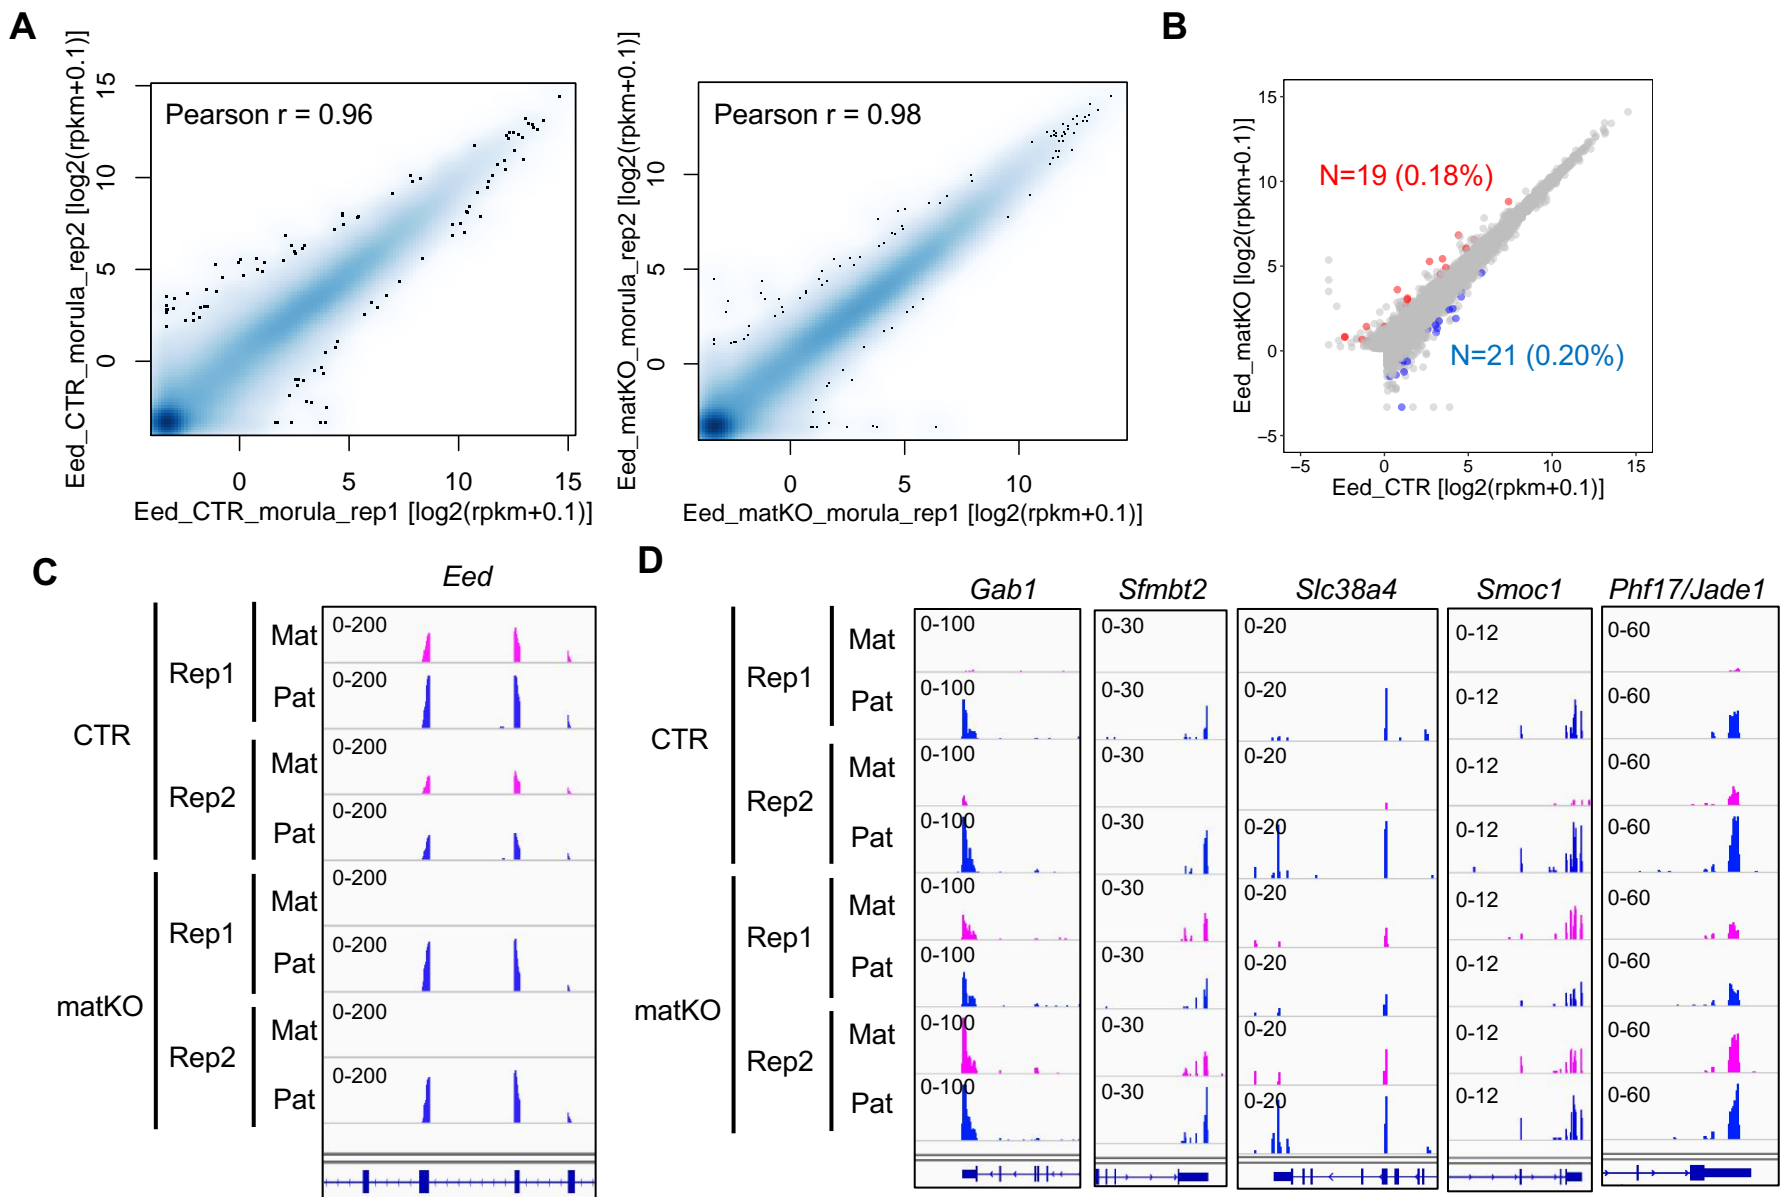 A
Pearson r = 0.96
Eed_CTR_morula_rep2 [log2(rpkm+0.1)]
15
10
5
0
0
5
10
15
Eed_CTR_morula_rep1 [log2(rpkm+0.1)]
Pearson r = 0.98
Eed_matKO_morula_rep2 [log2(rpkm+0.1)]
10
5
0
0
5
10
Eed_matKO_morula_rep1 [log2(rpkm+0.1)]
B
Eed_matKO [log2(rpkm+0.1)]
15
10
5
0
−5
N=19 (0.18%)
N=21 (0.20%)
−5
0
5
10
15
Eed_CTR [log2(rpkm+0.1)]
C
Eed
CTR
Rep1
Mat
0-200
Pat
0-200
Rep2
Mat
0-200
Pat
0-200
matKO
Rep1
Mat
0-200
Pat
0-200
Rep2
Mat
0-200
Pat
0-200
D
Gab1 Sfmbt2 Slc38a4 Smoc1 Phf17/Jade1
CTR
Rep1
Mat
0-100 0-30 0-20 0-12 0-60
Pat
0-100 0-30 0-20 0-12 0-60
Rep2
Mat
0-100 0-30 0-20 0-12 0-60
Pat
0-100 0-30 0-20 0-12 0-60
matKO
Rep1
Mat
0-100 0-30 0-20 0-12 0-60
Pat
0-100 0-30 0-20 0-12 0-60
Rep2
Mat
0-100 0-30 0-20 0-12 0-60
Pat
0-100 0-30 0-20 0-12 0-60